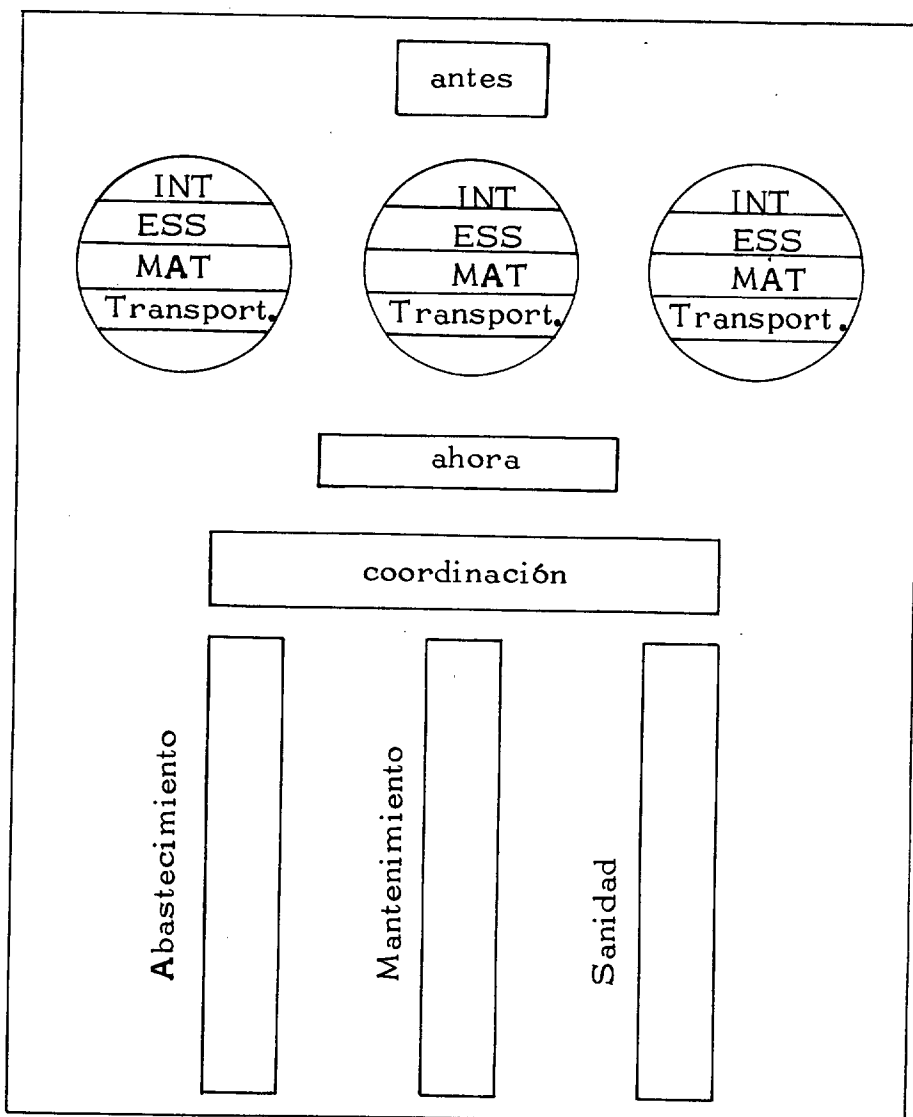 antes
INT
ESS
MAT
Transport.
INT
ESS
MAT
Transport.
INT
ESS
MAT
Transport.
ahora
coordinación
Abastecimiento
Mantenimiento
Sanidad